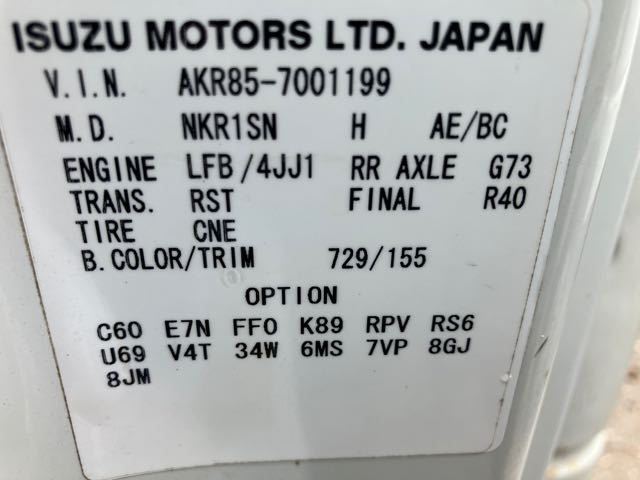 ISUZU MOTORS LTD. JAPAN
V.I.N. AKR85-7001199
M.D. NKR1SN H AE/BC
ENGINE LFB/4JJ1 RR AXLE G73
TRANS. RST FINAL R40
TIRE CNE
B.COLOR/TRIM 729/155
OPTION
C60 E7N FF0 K89 RPV RS6
U69 V4T 34W 6MS 7VP 8GJ
8JM